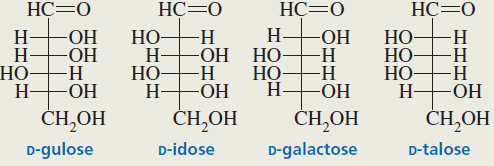 HC=O HC=O HC=O HC=O
H OH HO H H OH HO H
H OH H OH HO H HO H
HO H HO H HO H HO H
H OH H OH H OH H OH
CH₂OH CH₂OH CH₂OH CH₂OH
D-gulose D-idose D-galactose D-talose